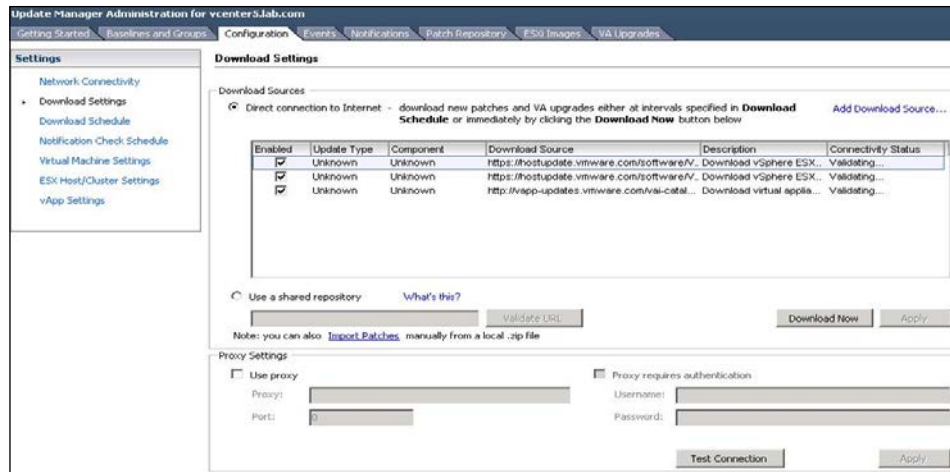 Update Manager Administration for vcenter5.lab.com
Getting Started Baselines and Groups Configuration Events Notifications Patch Repository ESXi Images VA Upgrades
Settings
Network Connectivity
Download Settings
Download Schedule
Notification Check Schedule
Virtual Machine Settings
ESX Host/Cluster Settings
vApp Settings
Download Settings
Download Sources
Direct connection to Internet - download new patches and VA upgrades either at intervals specified in Download
Schedule or immediately by clicking the Download Now button below
Add Download Source...
Enabled Update Type Component Download Source Description Connectivity Status
Unknown Unknown https://hostupdate.vmware.com/software/V... Download vSphere ESX... Validating...
Unknown Unknown https://hostupdate.vmware.com/software/V... Download vSphere ESX... Validating...
Unknown Unknown http://vapp-updates.vmware.com/vai-catal... Download virtual applia... Validating...
Use a shared repository What's this?
Validate URL Download Now Apply
Note: you can also Import Patches manually from a local .zip file
Proxy Settings
Use proxy Proxy requires authentication
Proxy: Username:
Port: 0 Password:
Test Connection Apply